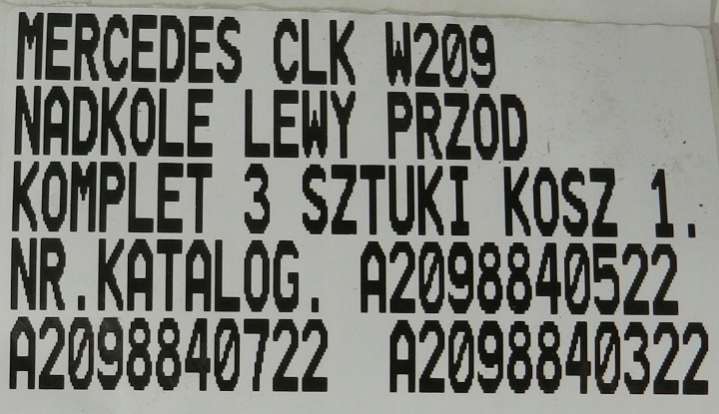 MERCEDES CLK W209
NADKOLE LEWY PRZOD
KOMPLET 3 SZTUKI KOSZ 1.
NR.KATALOG. A2098840522
A2098840722 A2098840322